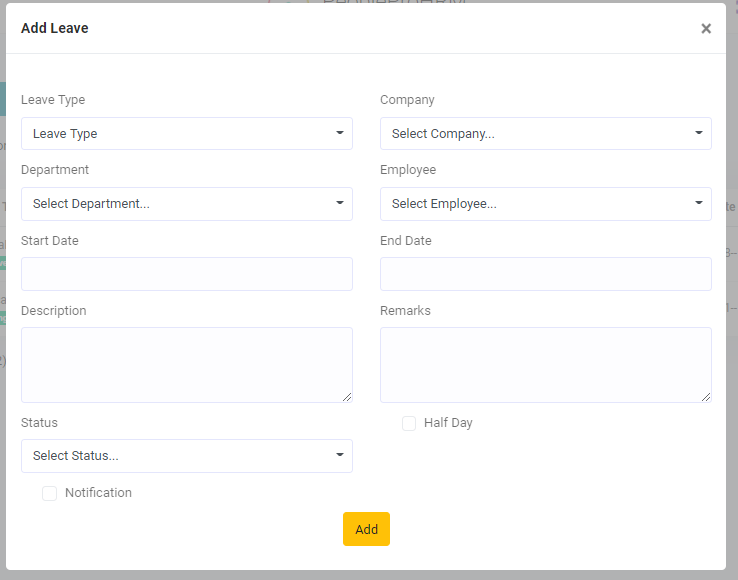 Add Leave ×
Leave Type Company
Leave Type Select Company...
Department Employee
Select Department... Select Employee...
Start Date End Date
Description Remarks
Status Half Day
Select Status...
Notification
Add